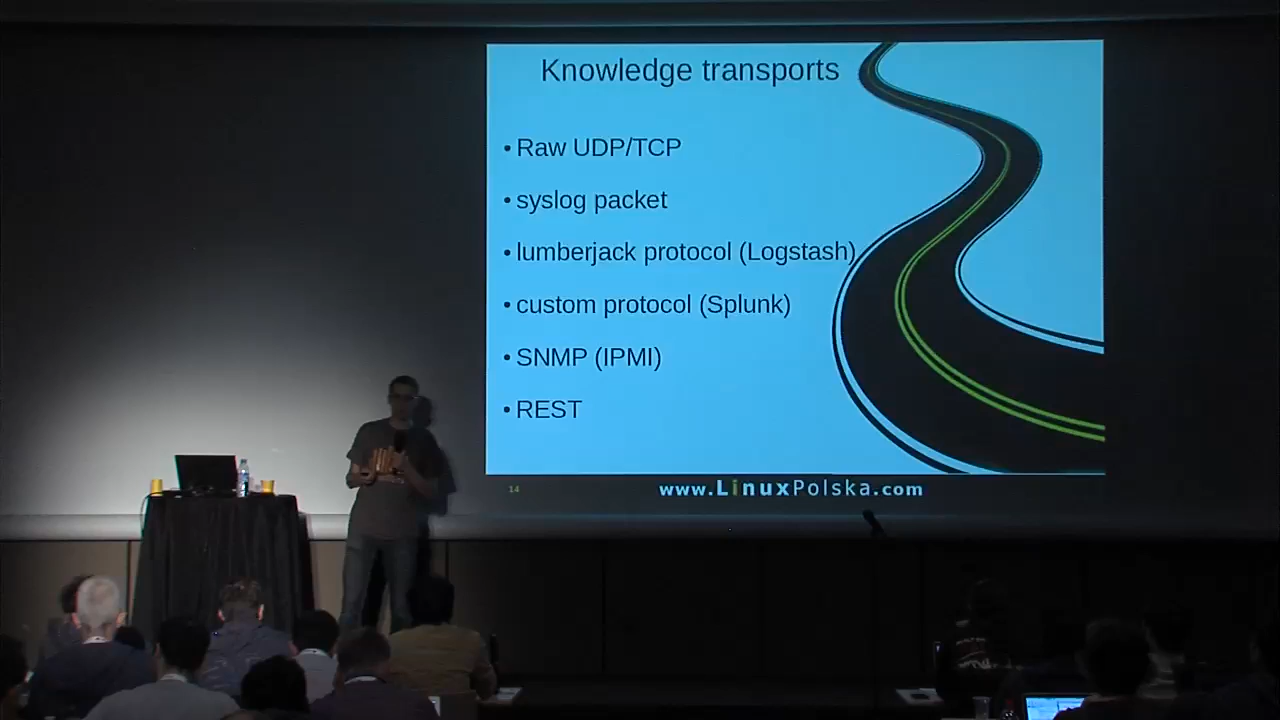 Knowledge transports
• Raw UDP/TCP
• syslog packet
• lumberjack protocol (Logstash)
• custom protocol (Splunk)
• SNMP (IPMI)
• REST
14
www.LinuxPolska.com